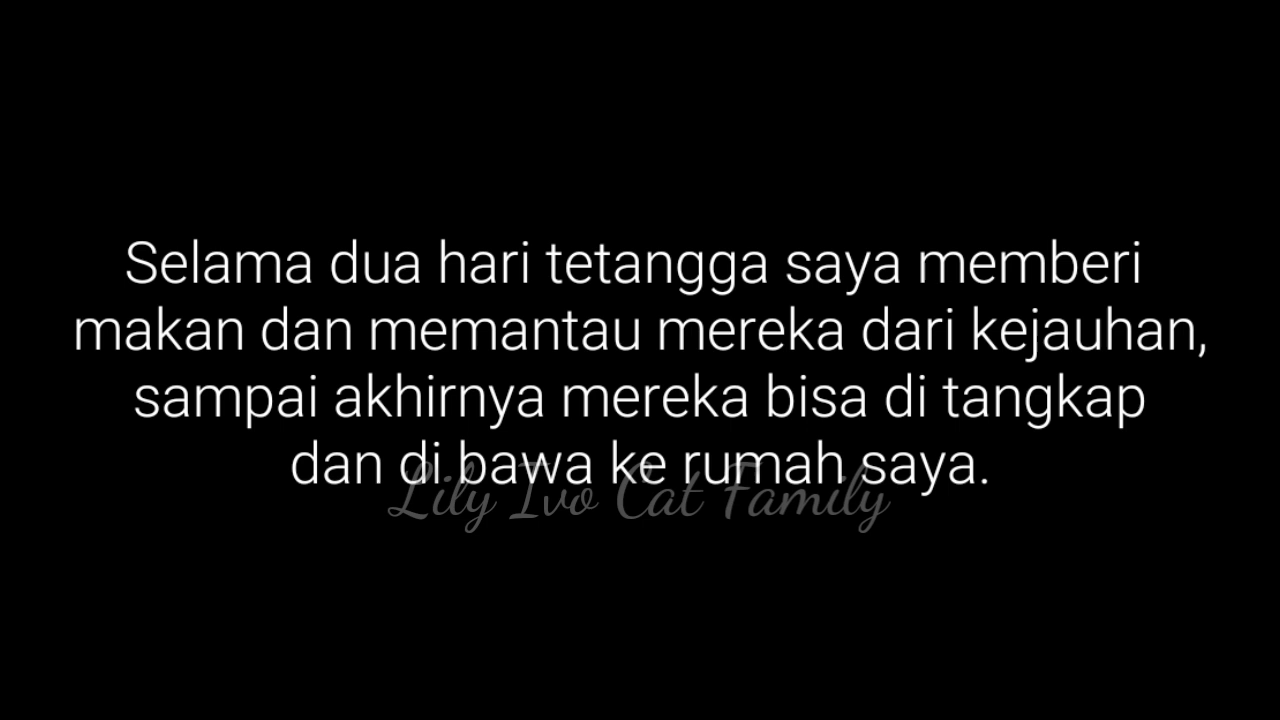 Selama dua hari tetangga saya memberi
makan dan memantau mereka dari kejauhan,
sampai akhirnya mereka bisa di tangkap
dan di bawa ke rumah saya.
Lily Ivo Cat Family